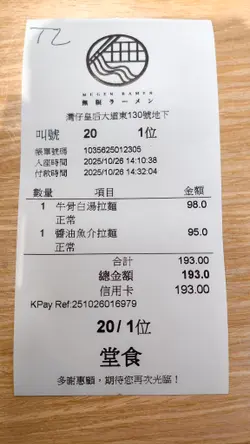 T2
MUGEN RAMEN
無限ラーメン
灣仔皇后大道東130號地下
叫號 20 1位
帳單號碼 1035625012305
入座時間 2025/10/26 14:10:38
付款時間 2025/10/26 14:32:04
數量 項目 金額
1 牛骨白湯拉麵 98.0
正常
1 醬油魚介拉麵 95.0
正常
合計 193.00
總金額 193.0
信用卡 193.00
KPay Ref:251026016979
20 / 1位
堂食
多謝惠顧，期待您再次光臨！